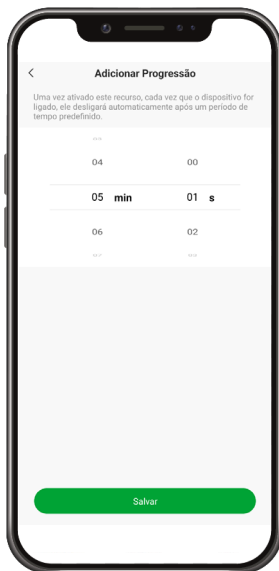 Adicionar Progressão
Uma vez ativado este recurso, cada vez que o dispositivo for
ligado, ele desligará automaticamente após um período de
tempo predefinido.
04 00
05 min 01 s
06 02
Salvar